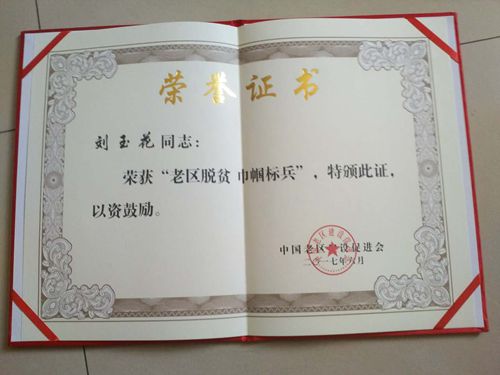 荣誉证书
刘玉花 同志：
荣获“老区脱贫 巾帼标兵”，特颁此证，
以资鼓励。
中国老区建设促进会
二〇一七年六月